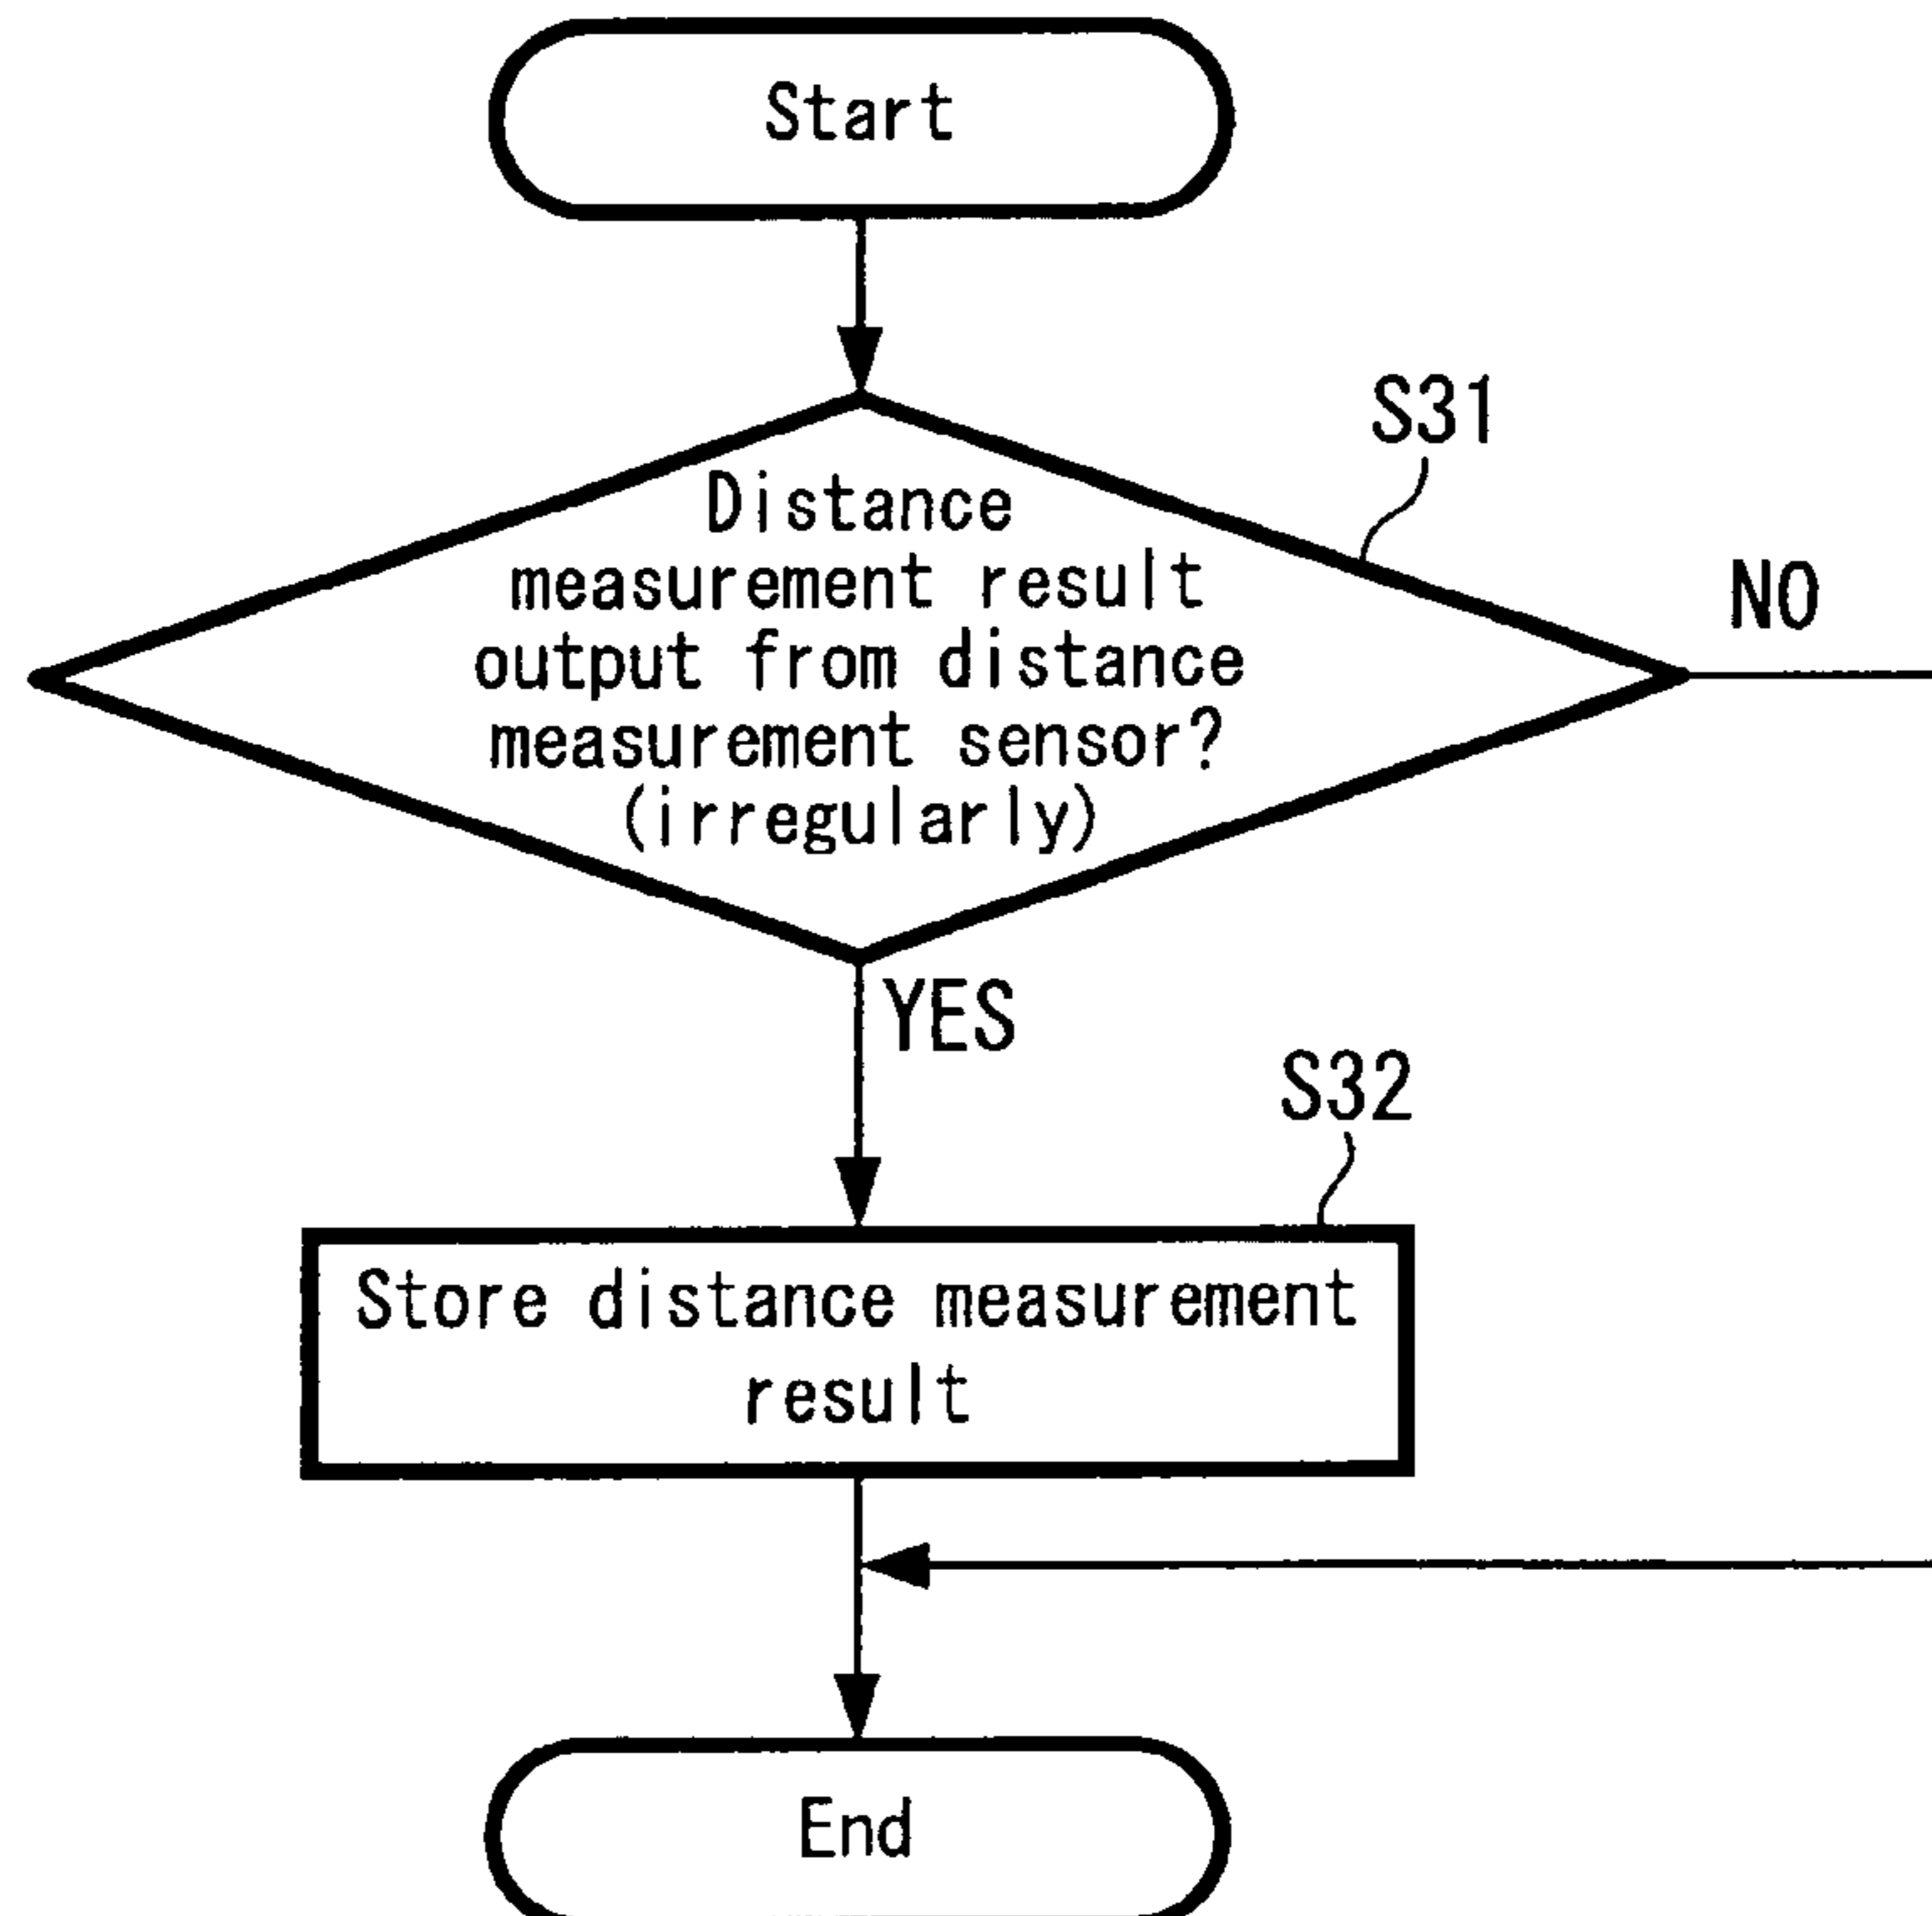 Start
S31
Distance
measurement result
output from distance
measurement sensor?
(irregularly)
NO
YES
S32
Store distance measurement
result
End